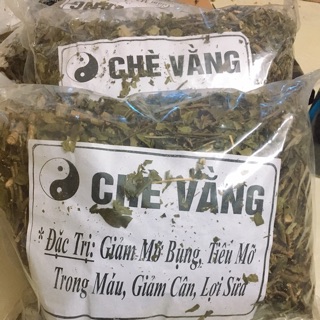 CHÈ VẰNG
CHÈ VẰNG
* Đặc Trị: Giảm Mỡ Bụng, Tiêu Mỡ
Trong Máu, Giảm Cân, Lợi Sữa